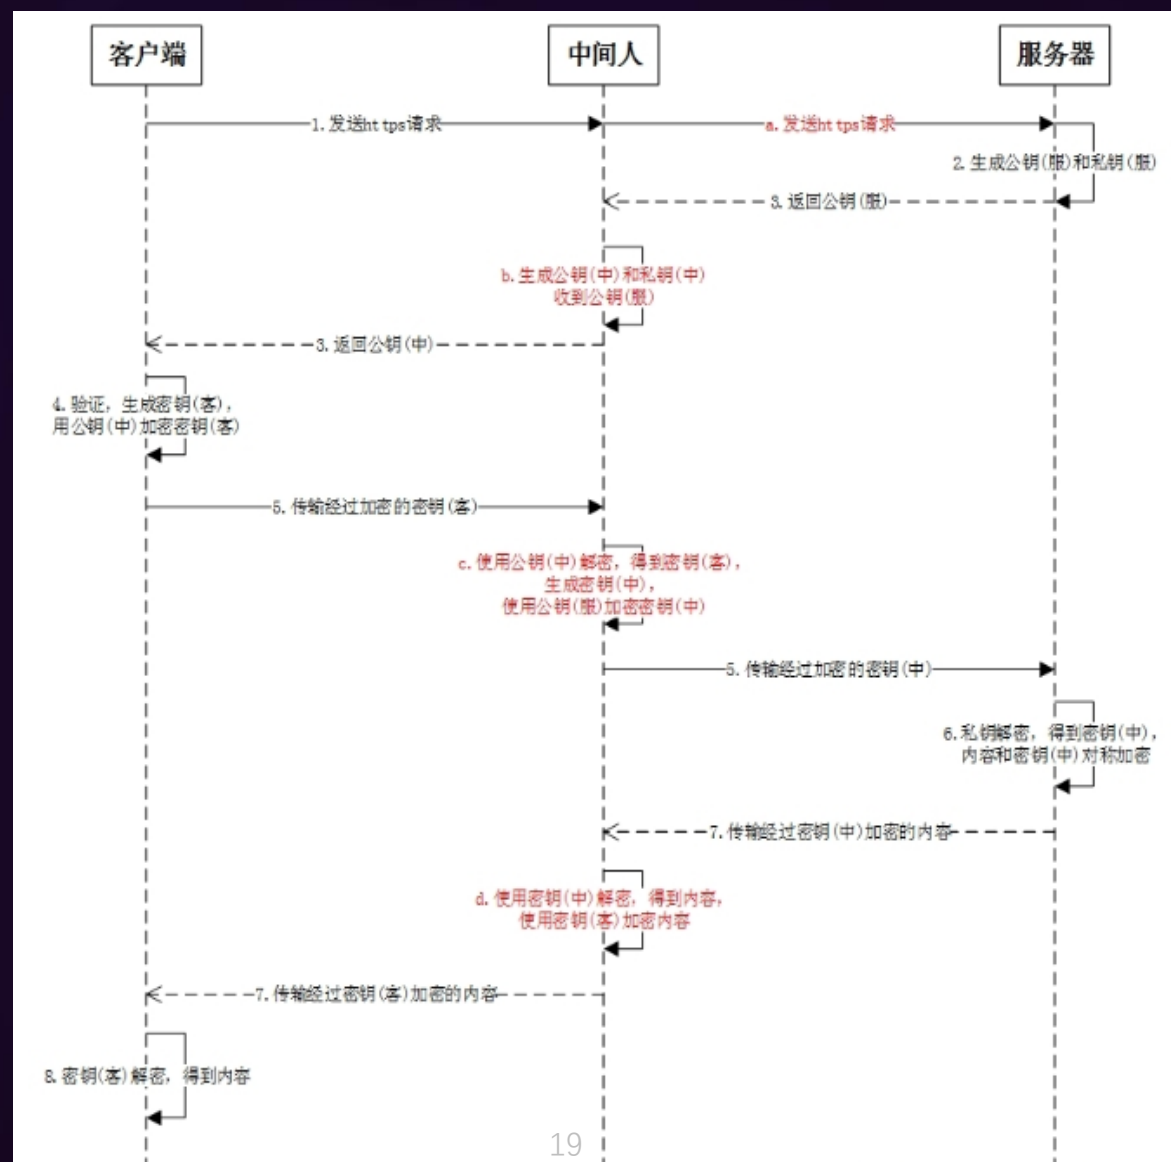 客户端
中间人
服务器
1.发送https请求
a.发送https请求
2.生成公钥(服)和私钥(服)
3.返回公钥(服)
b.生成公钥(中)和私钥(中)
收到公钥(服)
3.返回公钥(中)
4.验证，生成密钥(客)，
用公钥(中)加密密钥(客)
5.传输经过加密的密钥(客)
c.使用公钥(中)解密，得到密钥(客)，
生成密钥(中)，
使用公钥(服)加密密钥(中)
5.传输经过加密的密钥(中)
6.私钥解密，得到密钥(中)，
内容和密钥(中)对称加密
7.传输经过密钥(中)加密的内容
d.使用密钥(中)解密，得到内容，
使用密钥(客)加密内容
7.传输经过密钥(客)加密的内容
8.密钥(客)解密，得到内容
19